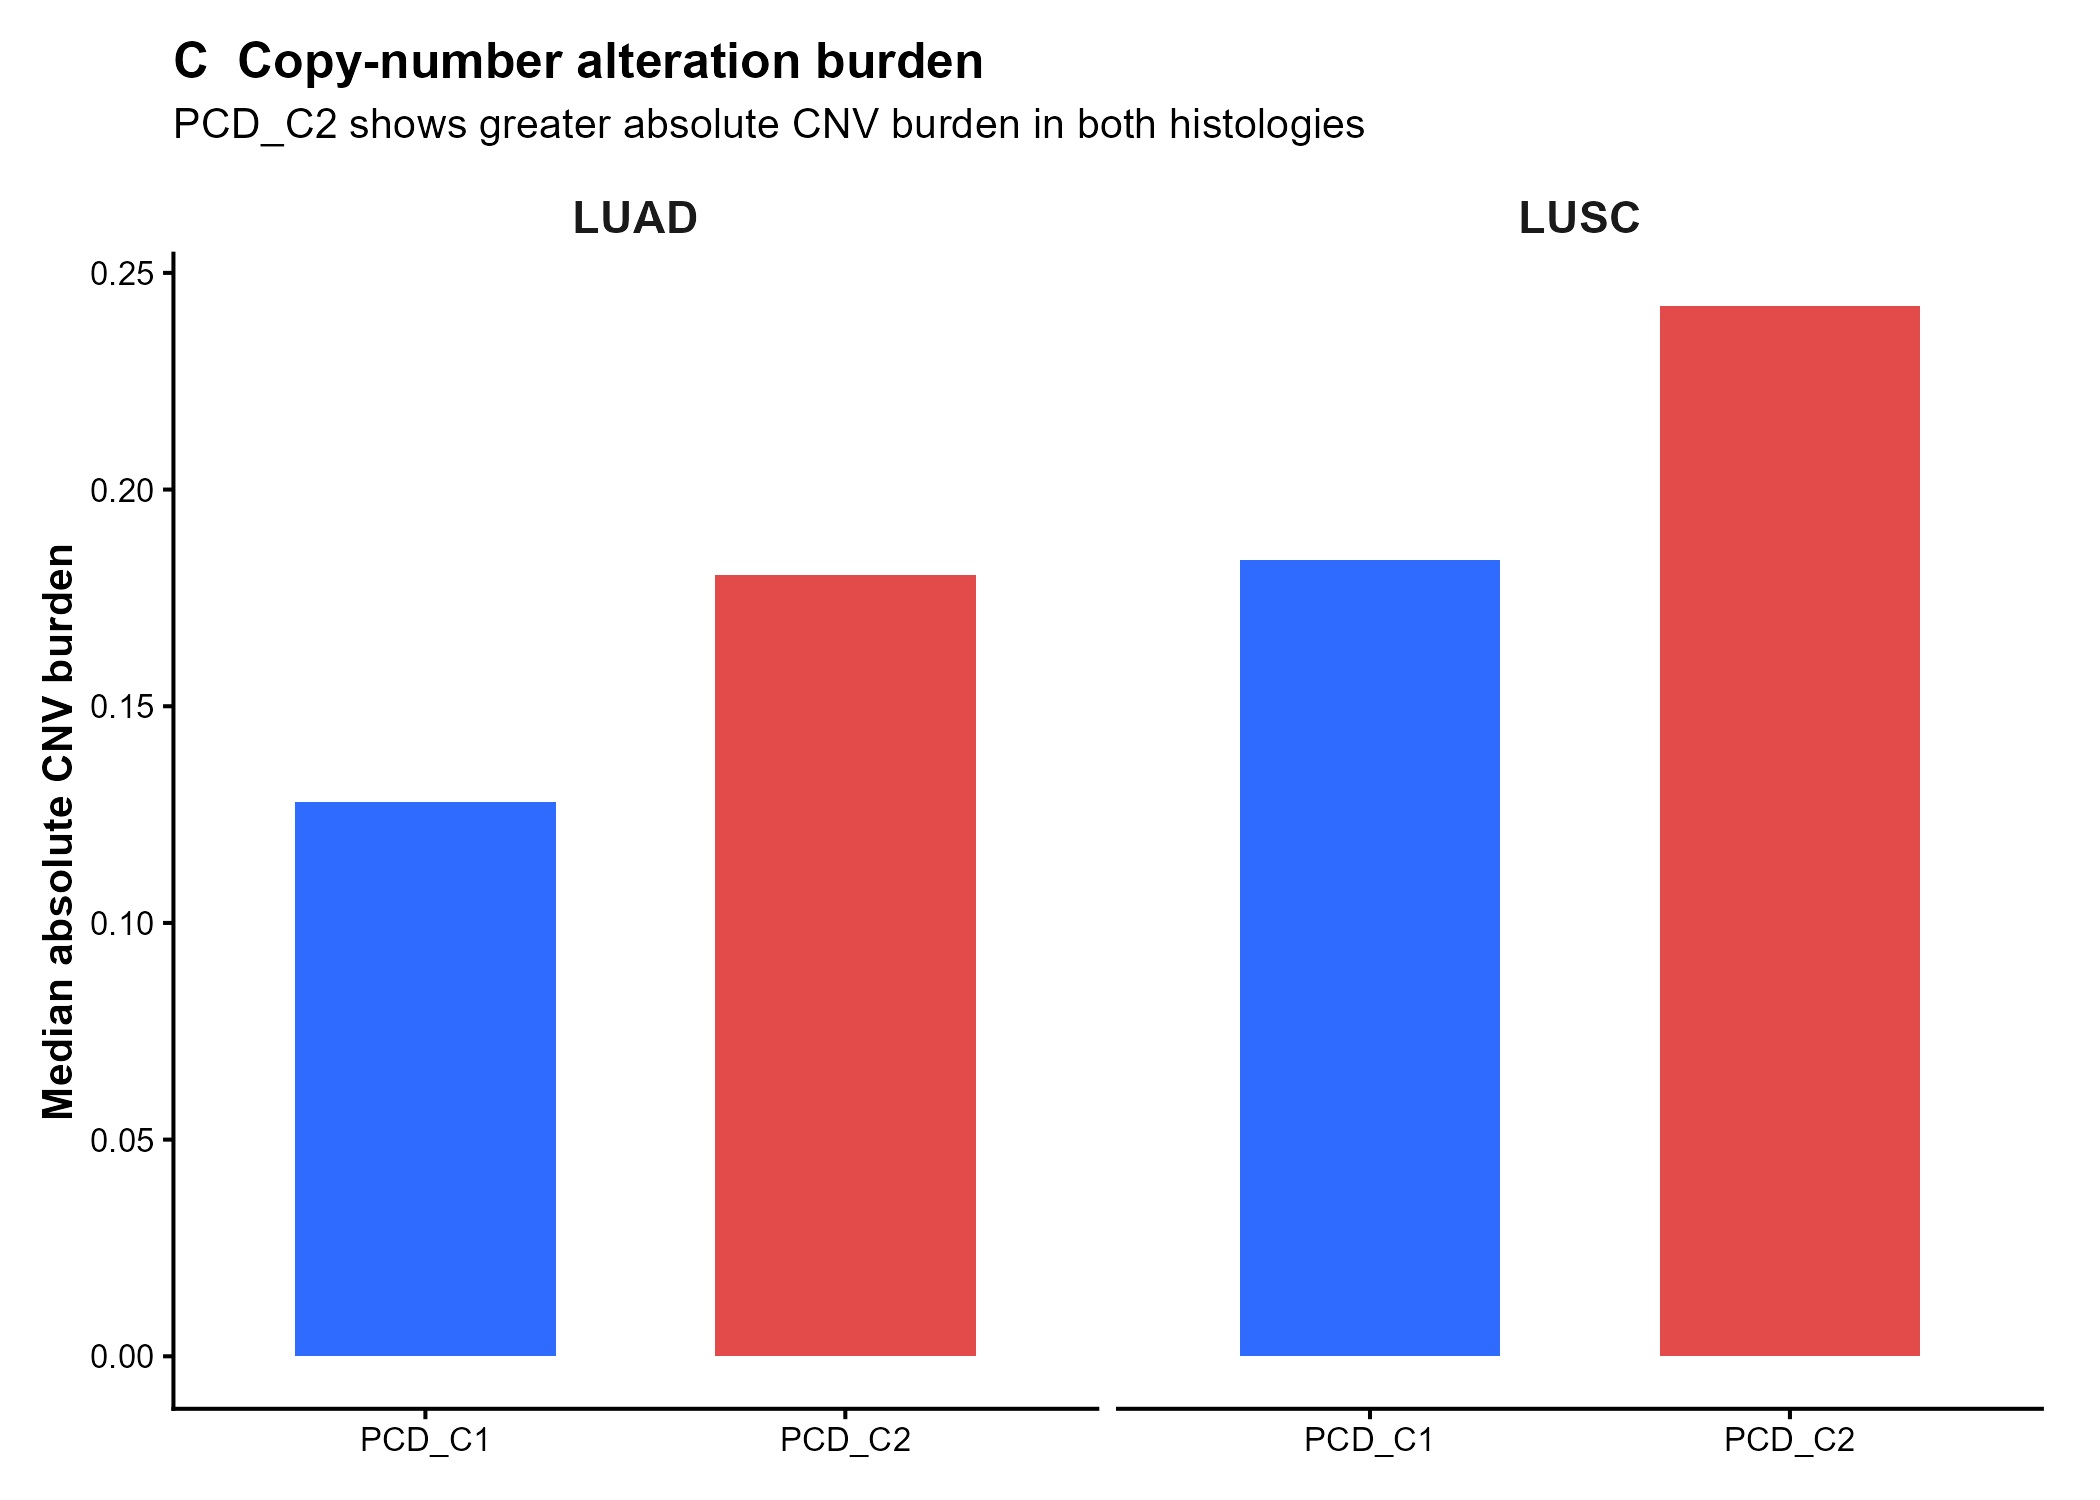 C  Copy-number alteration burden
PCD_C2 shows greater absolute CNV burden in both histologies
LUAD
LUSC
Median absolute CNV burden
0.25
0.20
0.15
0.10
0.05
0.00
PCD_C1
PCD_C2
PCD_C1
PCD_C2